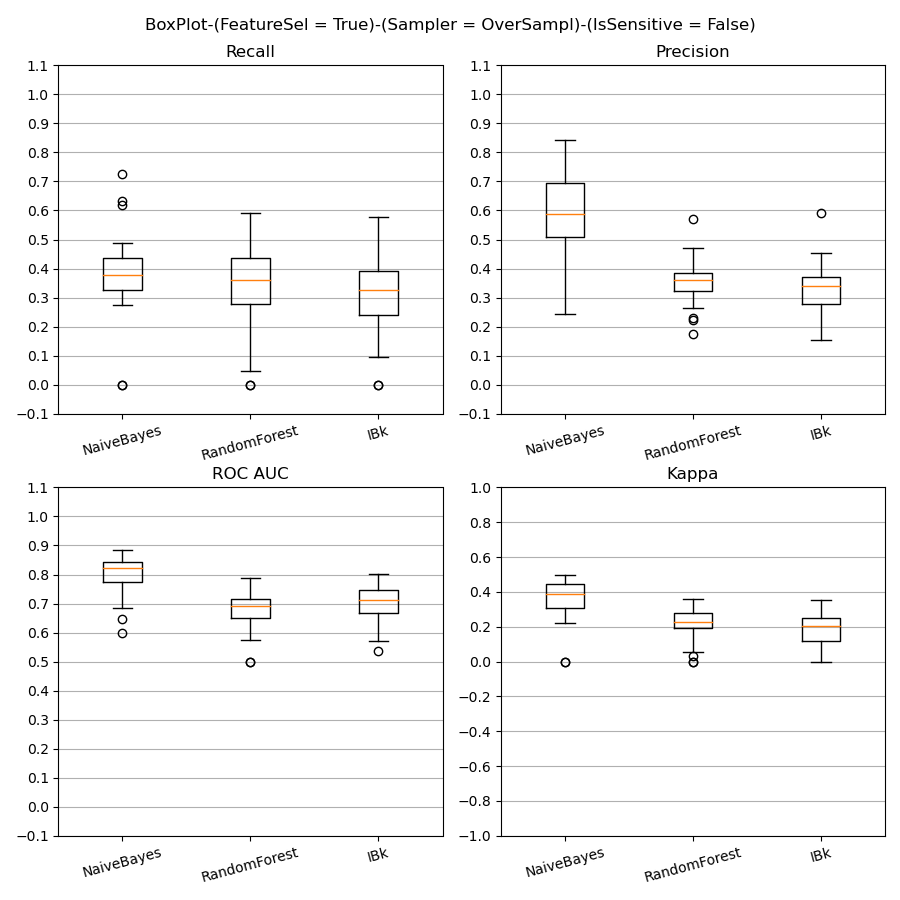 BoxPlot-(FeatureSel = True)-(Sampler = OverSampl)-(IsSensitive = False)
Recall
1.1
1.0
0.9
0.8
0.7
0.6
0.5
0.4
0.3
0.2
0.1
0.0
−0.1
NaiveBayes
RandomForest
IBk
Precision
1.1
1.0
0.9
0.8
0.7
0.6
0.5
0.4
0.3
0.2
0.1
0.0
−0.1
NaiveBayes
RandomForest
IBk
ROC AUC
1.1
1.0
0.9
0.8
0.7
0.6
0.5
0.4
0.3
0.2
0.1
0.0
−0.1
NaiveBayes
RandomForest
IBk
Kappa
1.0
0.8
0.6
0.4
0.2
0.0
−0.2
−0.4
−0.6
−0.8
−1.0
NaiveBayes
RandomForest
IBk